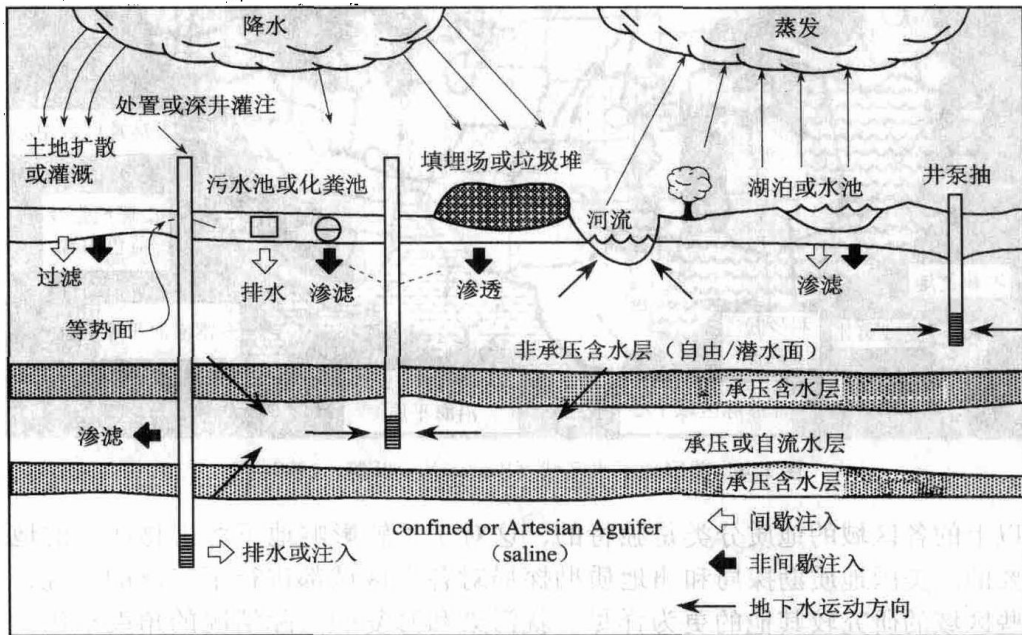 降水
蒸发
处置或深井灌注
土地扩散
或灌溉
污水池或化粪池
填埋场或垃圾堆
河流
湖泊或水池
井泵抽
过滤
排水
渗滤
渗透
渗滤
等势面
非承压含水层（自由/潜水面）
承压含水层
渗滤
承压或自流水层
承压含水层
confined or Artesian Aguifer
（saline）
排水或注入
间歇注入
非间歇注入
地下水运动方向